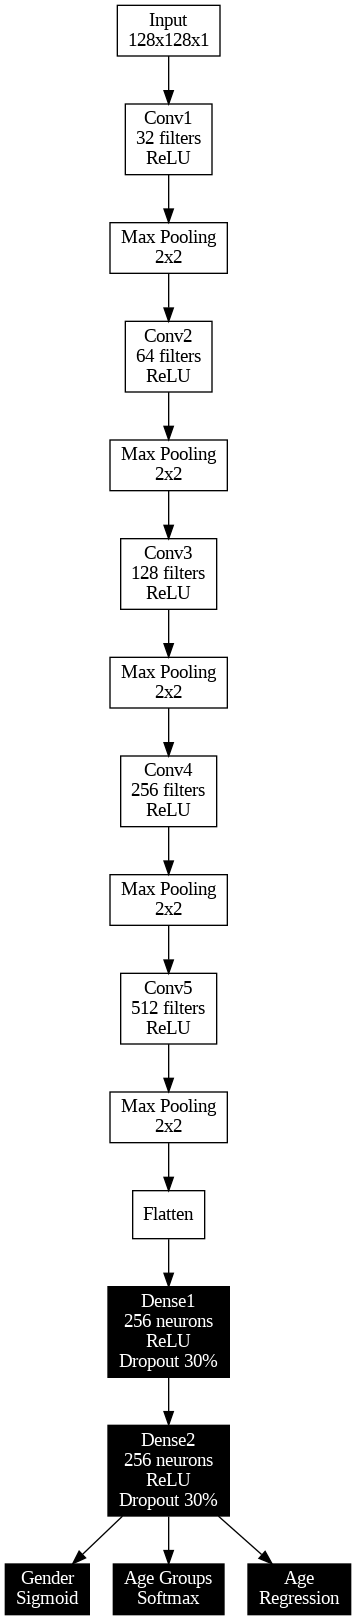 Input
128x128x1
Conv1
32 filters
ReLU
Max Pooling
2x2
Conv2
64 filters
ReLU
Max Pooling
2x2
Conv3
128 filters
ReLU
Max Pooling
2x2
Conv4
256 filters
ReLU
Max Pooling
2x2
Conv5
512 filters
ReLU
Max Pooling
2x2
Flatten
Dense1
256 neurons
ReLU
Dropout 30%
Dense2
256 neurons
ReLU
Dropout 30%
Gender
Sigmoid
Age Groups
Softmax
Age
Regression